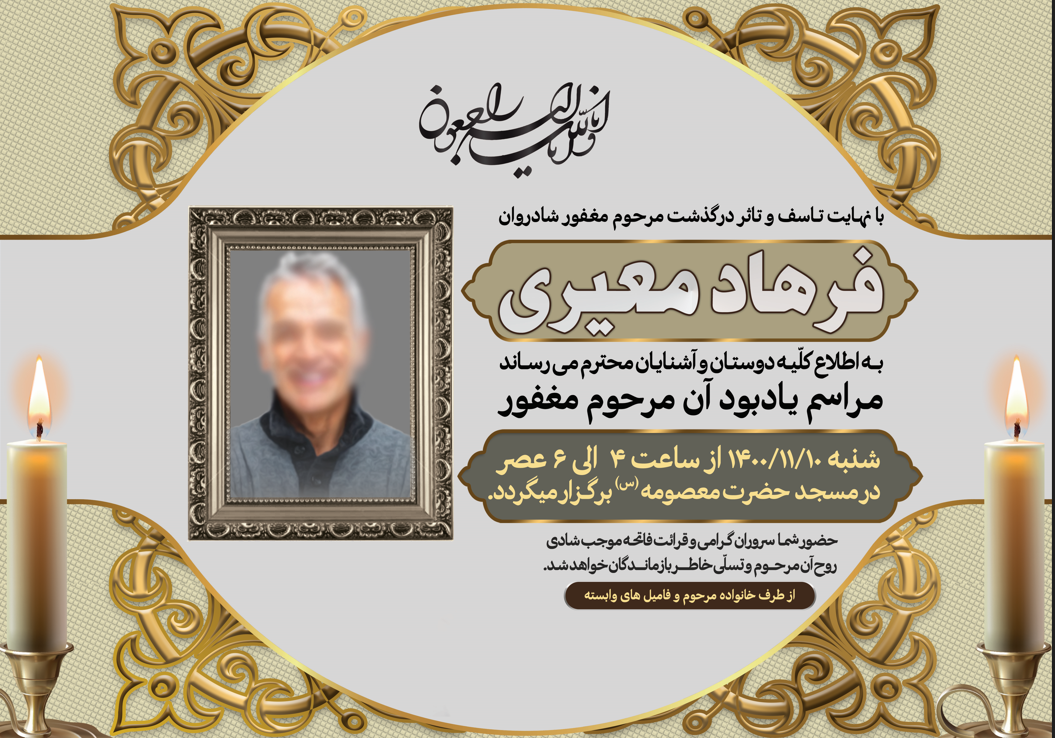 انا لله و انا الیه راجعون
با نهایت تاسف و تاثر درگذشت مرحوم مغفور شادروان
فرهاد معیری
به اطلاع کلّیه دوستان و آشنایان محترم می رساند
مراسم یادبود آن مرحوم مغفور
شنبه ۱۴۰۰/۱۱/۱۰ از ساعت ۴ الی ۶ عصر
در مسجد حضرت معصومه (س) برگزار میگردد.
حضور شما سروران گرامی و قرائت فاتحه موجب شادی
روح آن مرحوم و تسلّی خاطر بازماندگان خواهد شد.
از طرف خانواده مرحوم و فامیل های وابسته